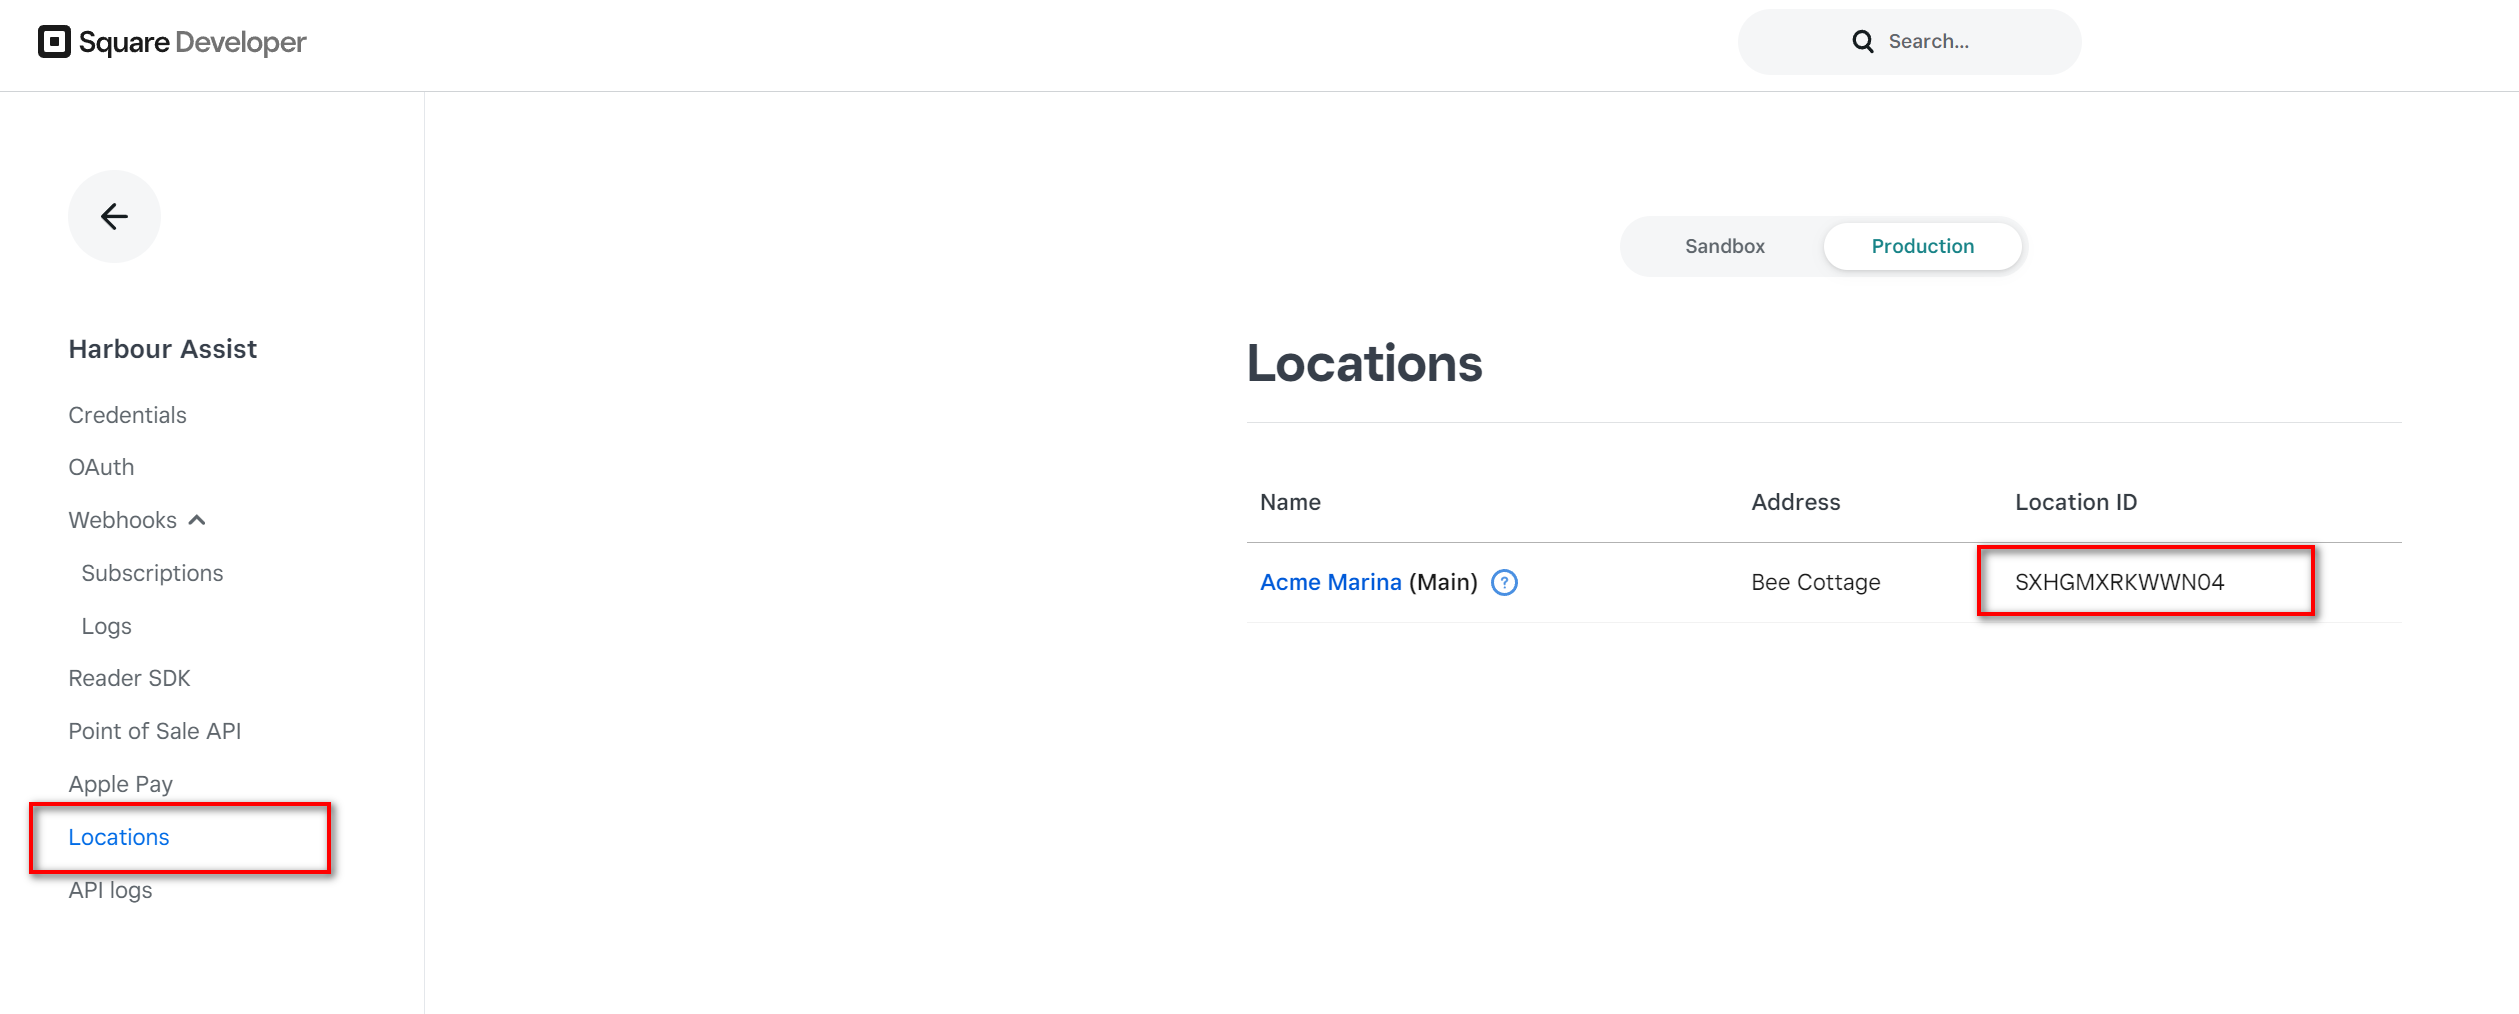 Square Developer
Search...
Harbour Assist
Credentials
OAuth
Webhooks
Subscriptions
Logs
Reader SDK
Point of Sale API
Apple Pay
Locations
API logs
Sandbox Production
Locations
Name Address Location ID
Acme Marina (Main) ? Bee Cottage SXHGMXRKWWN04